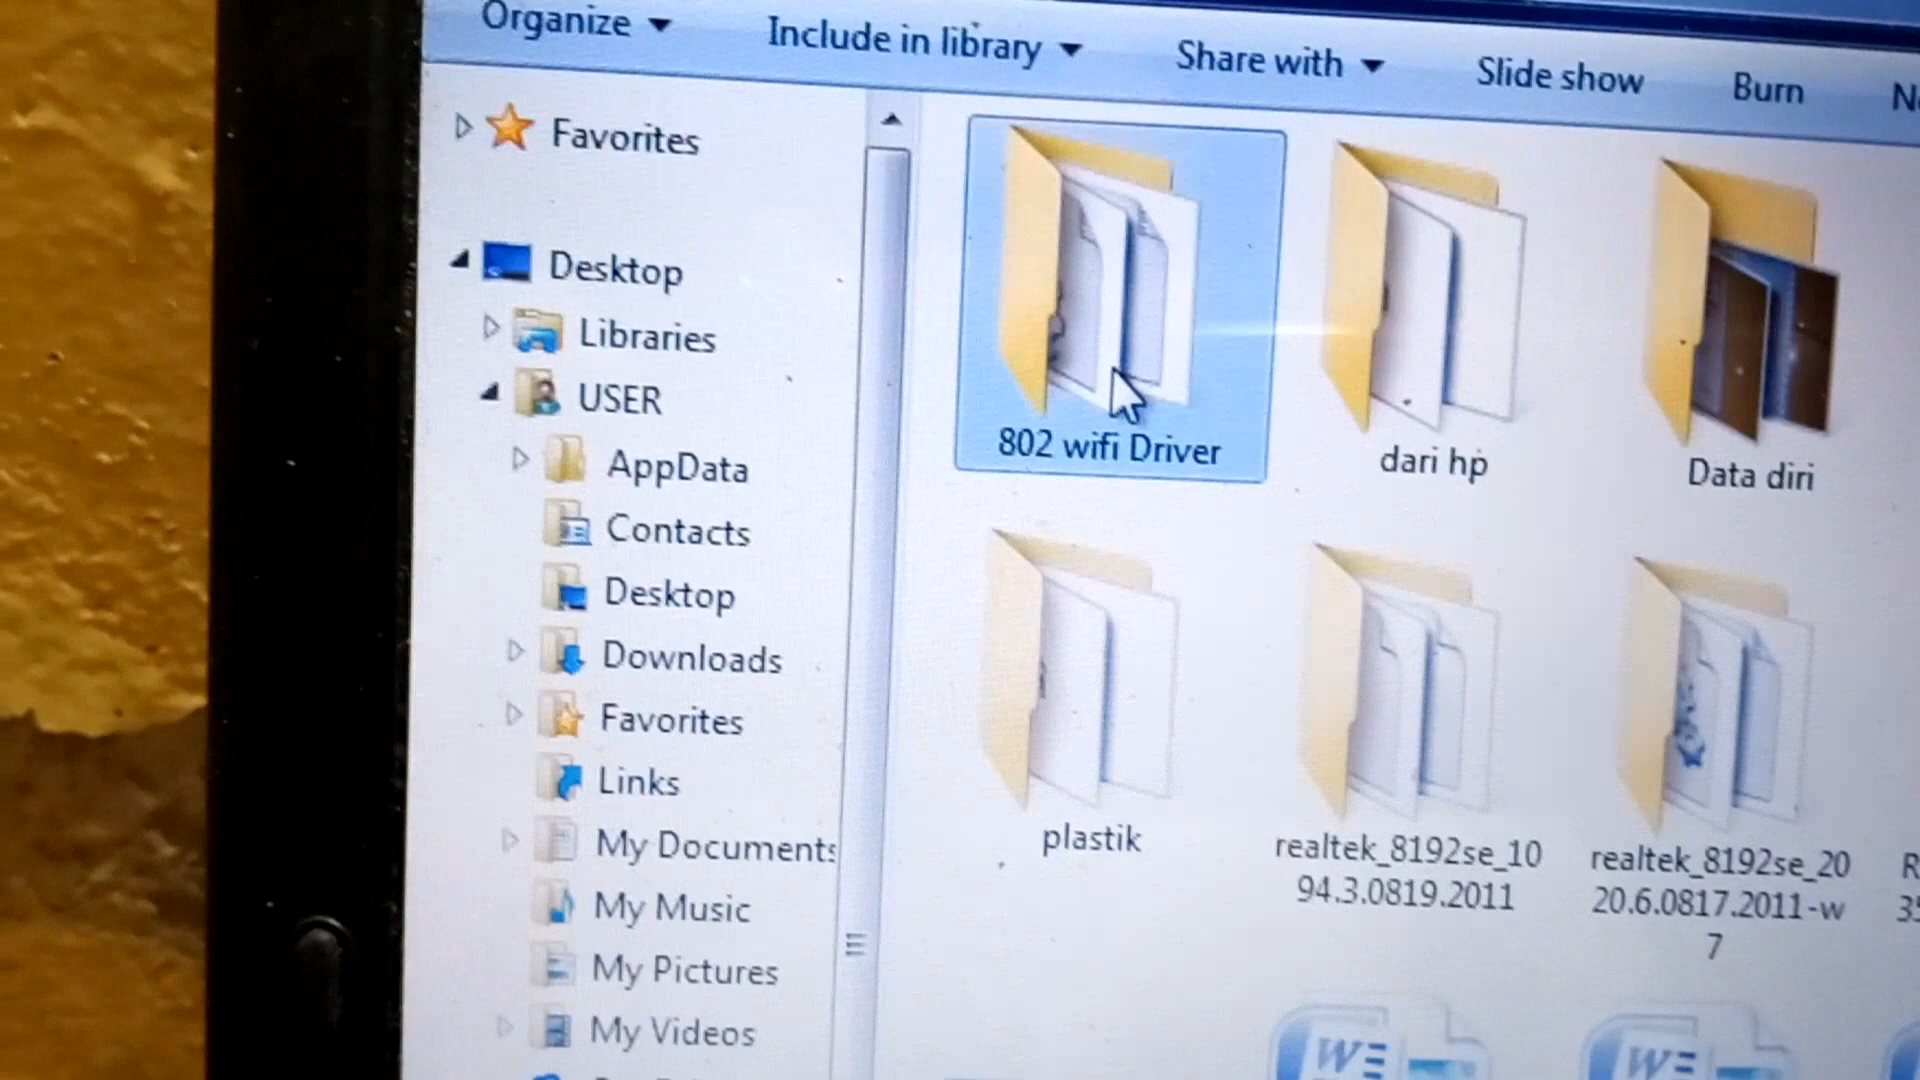 Organize
Include in library
Share with
Slide show
Burn
Favorites
Desktop
Libraries
USER
AppData
Contacts
Desktop
Downloads
Favorites
Links
My Documents
My Music
My Pictures
My Videos
802 wifi Driver
dari hp
Data diri
plastik
realtek_8192se_10
94.3.0819.2011
realtek_8192se_20
20.6.0817.2011-w
7